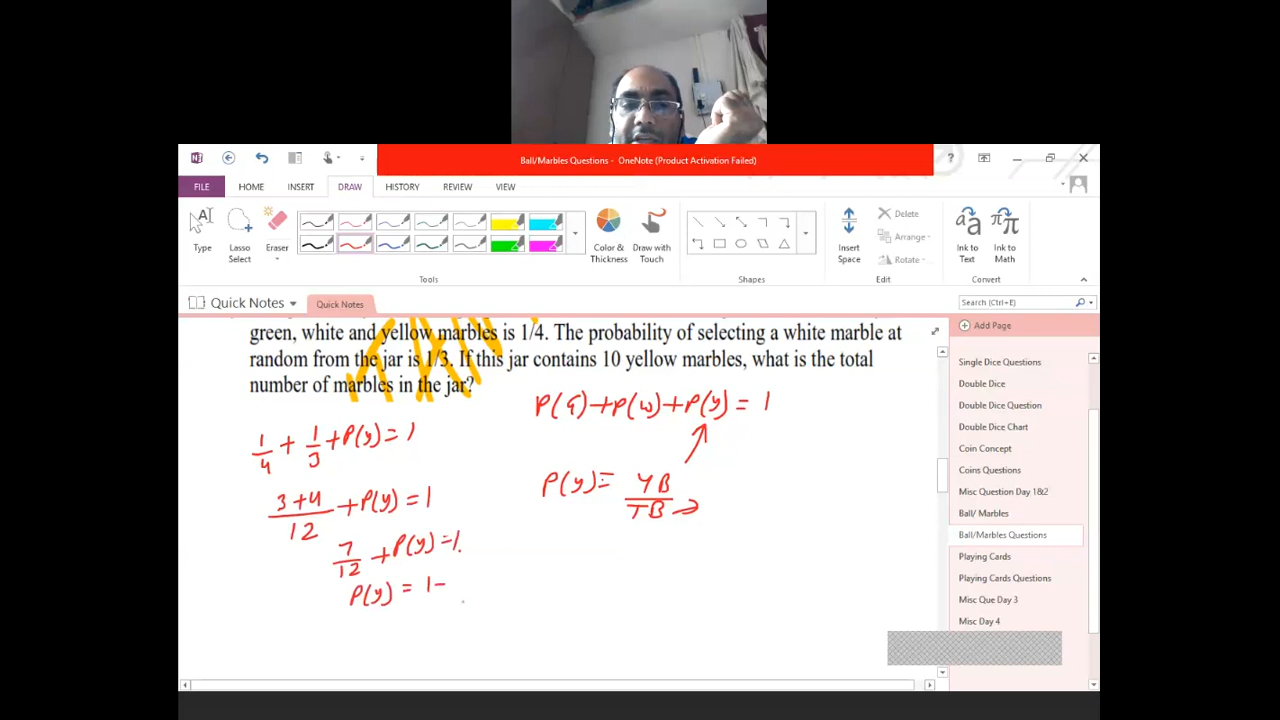 Ball/Marbles Questions - OneNote (Product Activation Failed)
?
FILE HOME INSERT DRAW HISTORY REVIEW VIEW
Type
Lasso Select
Eraser
Color & Thickness
Draw with Touch
Insert Space
Delete
Arrange
Rotate
Ink to Text
Ink to Math
Tools
Shapes
Edit
Convert
Quick Notes
Quick Notes
Search (Ctrl+E)
Add Page
green, white and yellow marbles is 1/4. The probability of selecting a white marble at
random from the jar is 1/3. If this jar contains 10 yellow marbles, what is the total
number of marbles in the jar?
P(G)+P(W)+P(y) = 1
1/4 + 1/3 + P(y) = 1
P(y) = YB/TB
3+4/12 + P(y) = 1
7/12 + P(y) = 1.
P(y) = 1-
Single Dice Questions
Double Dice
Double Dice Question
Double Dice Chart
Coin Concept
Coins Questions
Misc Question Day 1&2
Ball/ Marbles
Ball/Marbles Questions
Playing Cards
Playing Cards Questions
Misc Que Day 3
Misc Day 4